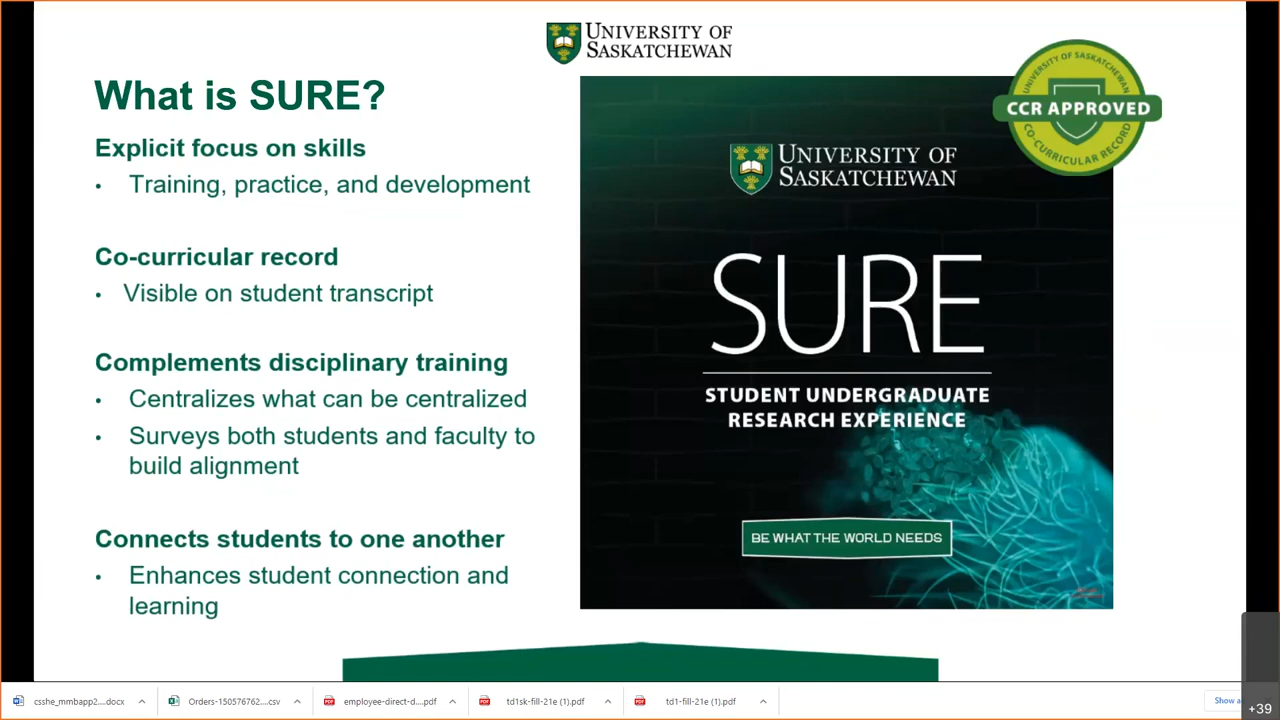 UNIVERSITY OF
SASKATCHEWAN
What is SURE?
Explicit focus on skills
• Training, practice, and development
Co-curricular record
• Visible on student transcript
Complements disciplinary training
• Centralizes what can be centralized
• Surveys both students and faculty to
build alignment
Connects students to one another
• Enhances student connection and
learning
UNIVERSITY OF SASKATCHEWAN
CCR APPROVED
CO-CURRICULAR RECORD
UNIVERSITY OF
SASKATCHEWAN
SURE
STUDENT UNDERGRADUATE
RESEARCH EXPERIENCE
BE WHAT THE WORLD NEEDS
csshe_mmbapp2....docx
Orders-150576762....csv
employee-direct-d....pdf
td1sk-fill-21e (1).pdf
td1-fill-21e (1).pdf
Show
+39